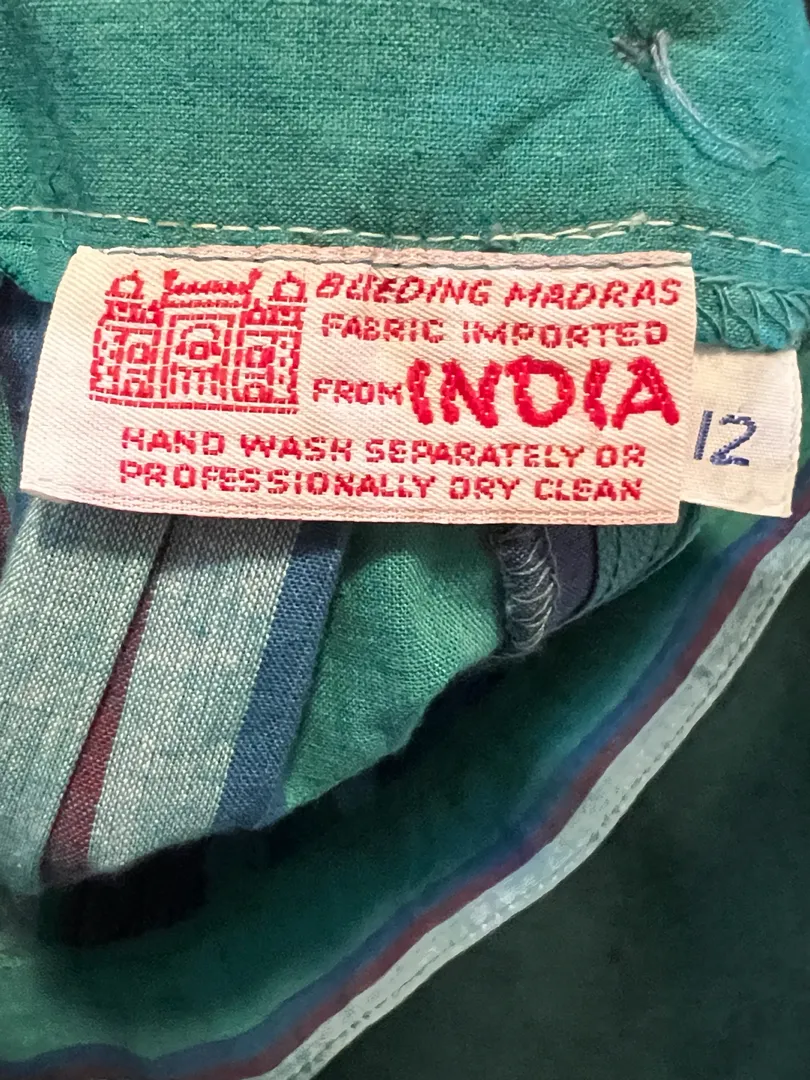 BLEEDING MADRAS
FABRIC IMPORTED
FROM INDIA
HAND WASH SEPARATELY OR
PROFESSIONALLY DRY CLEAN
12